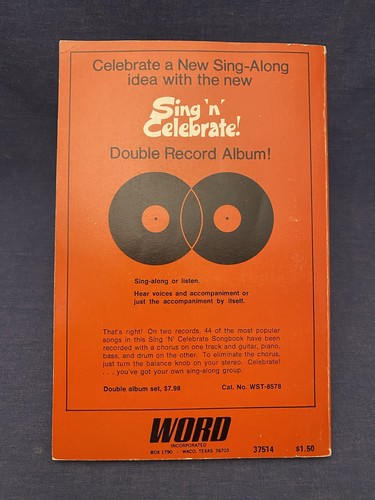 Celebrate a New Sing-Along
idea with the new
Sing 'n'
Celebrate!
Double Record Album!
Sing-along or listen.
Hear voices and accompaniment or
just the accompaniment by itself.
That's right! On two records, 44 of the most popular
songs in this Sing 'N' Celebrate Songbook have been
recorded with a chorus on one track and guitar, piano,
bass, and drum on the other. To eliminate the chorus,
just turn the balance knob on your stereo. Celebrate!
. . . you've got your own sing-along group.
Double album set, $7.98 Cat. No. WST-8578
WORD
INCORPORATED
BOX 1790 - WACO, TEXAS 76703
37514 $1.50